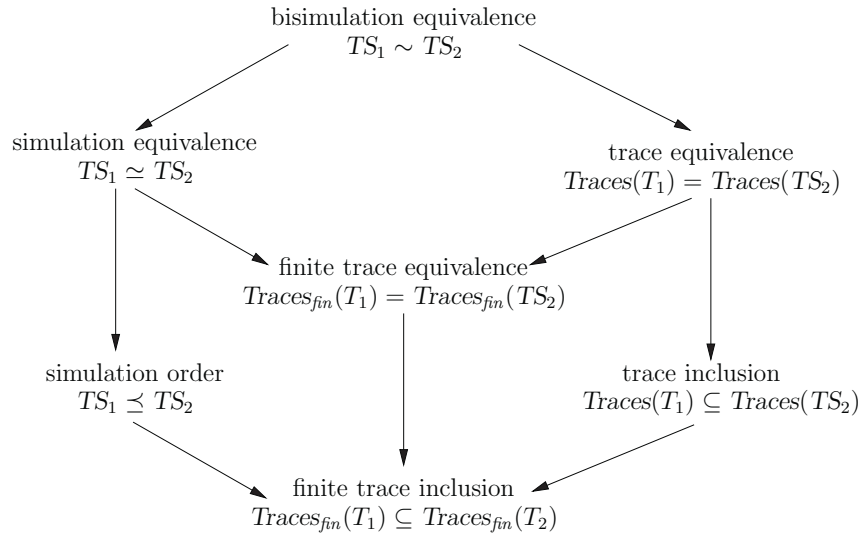 bisimulation equivalence
TS₁ ∼ TS₂
simulation equivalence
TS₁ ≃ TS₂
trace equivalence
Traces(T₁) = Traces(TS₂)
finite trace equivalence
Traces_fin(T₁) = Traces_fin(TS₂)
simulation order
TS₁ ⪯ TS₂
trace inclusion
Traces(T₁) ⊆ Traces(TS₂)
finite trace inclusion
Traces_fin(T₁) ⊆ Traces_fin(T₂)